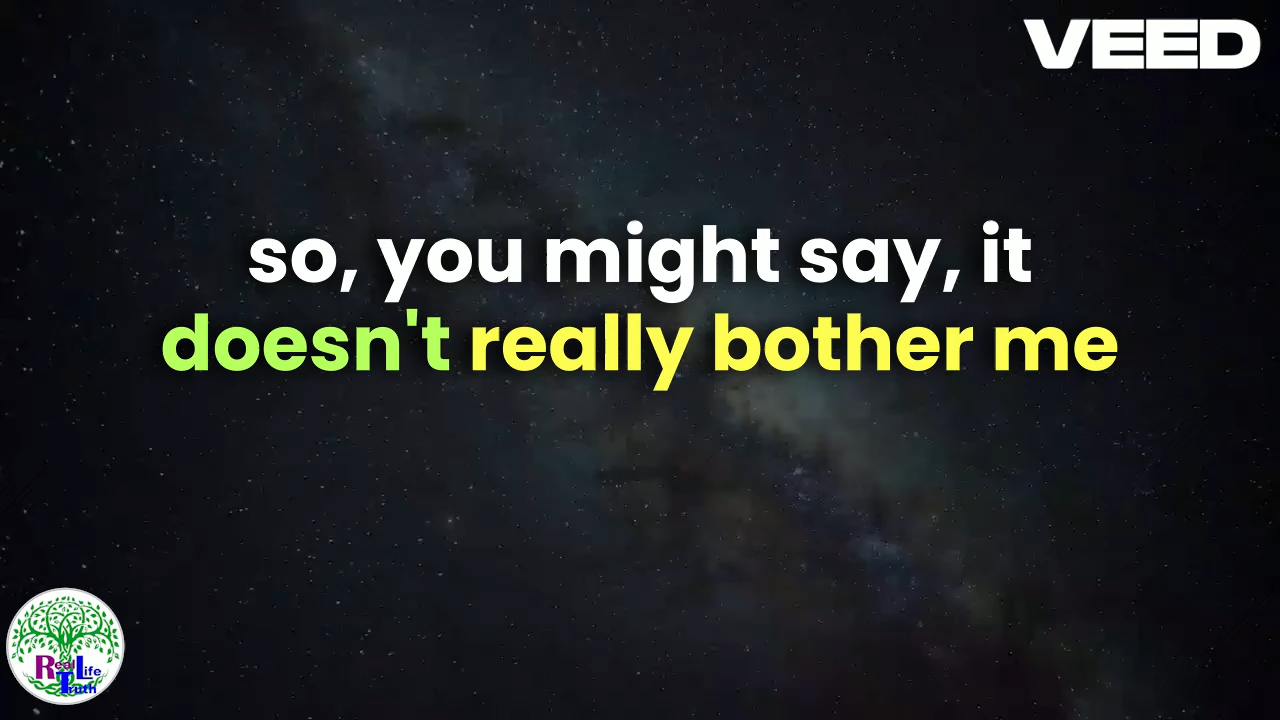 VEED
so, you might say, it
doesn't really bother me
Real Life
Truth